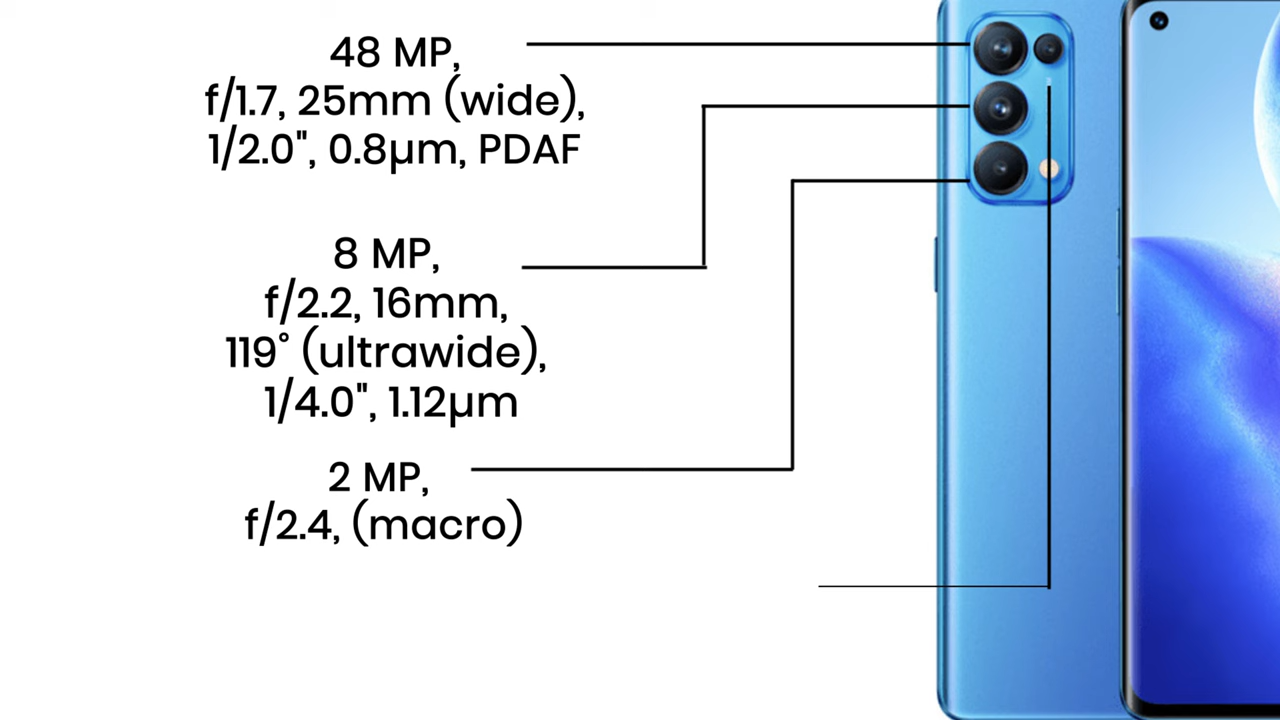 48 MP,
f/1.7, 25mm (wide),
1/2.0", 0.8µm, PDAF
8 MP,
f/2.2, 16mm,
119° (ultrawide),
1/4.0", 1.12µm
2 MP,
f/2.4, (macro)